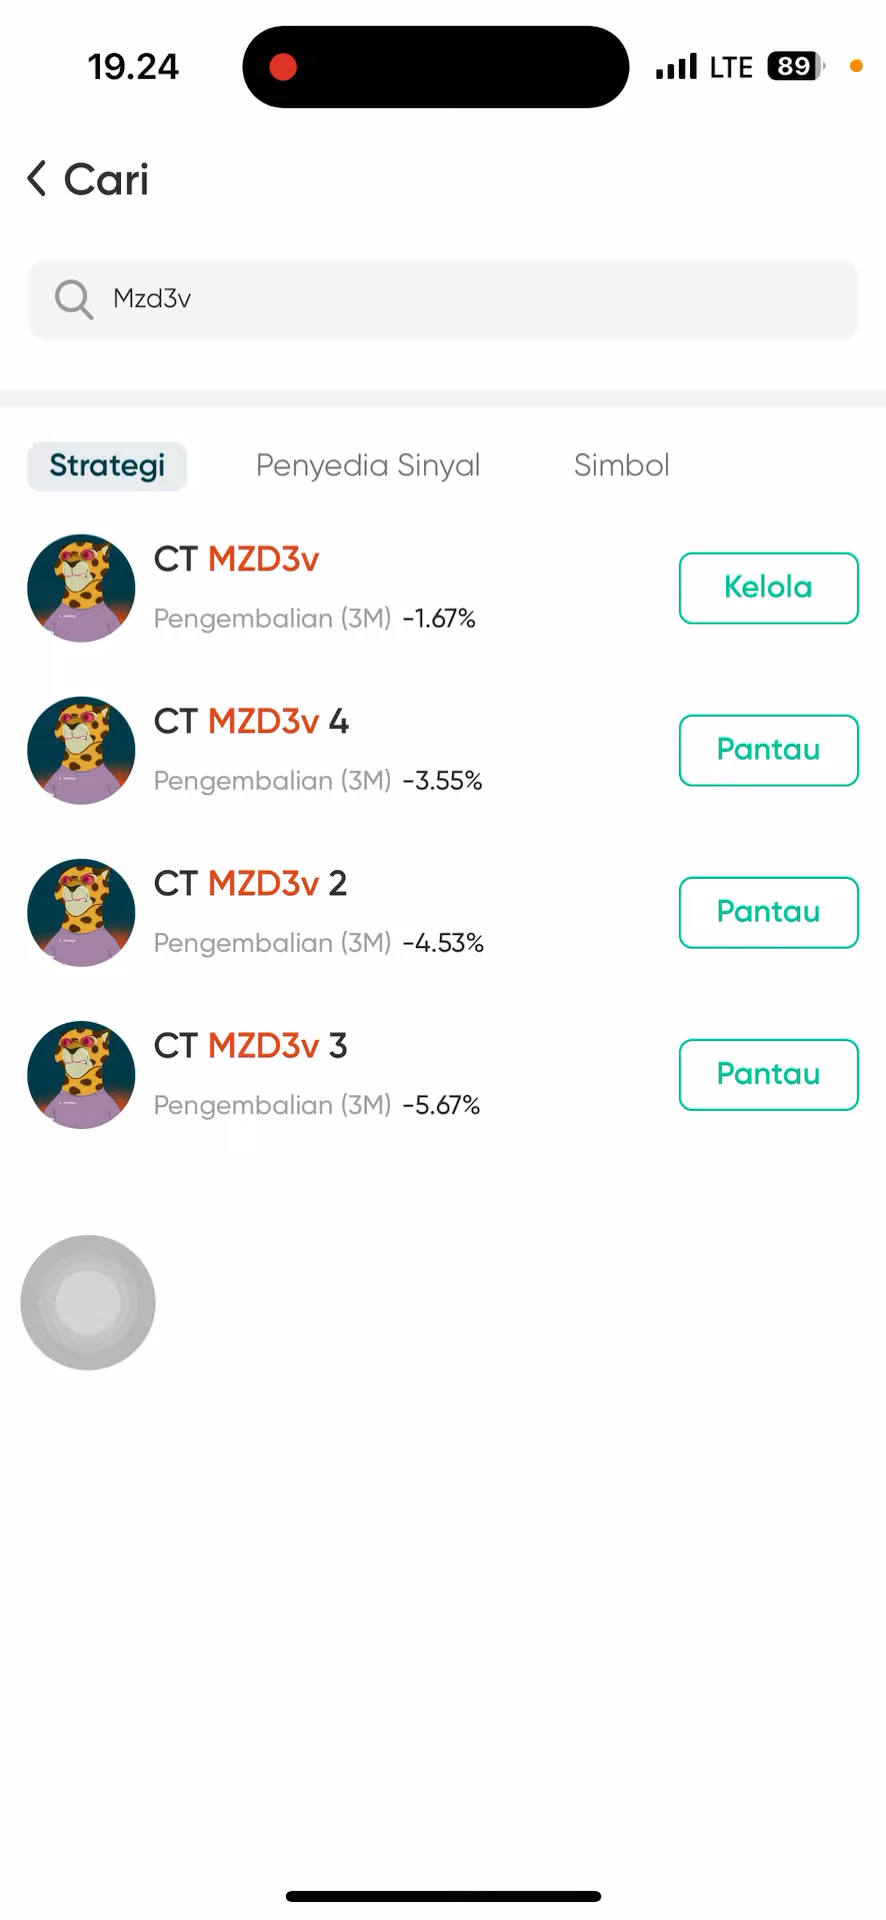 19.24
LTE 89
Cari
Mzd3v
Strategi Penyedia Sinyal Simbol
CT MZD3v
Pengembalian (3M) -1.67%
Kelola
CT MZD3v 4
Pengembalian (3M) -3.55%
Pantau
CT MZD3v 2
Pengembalian (3M) -4.53%
Pantau
CT MZD3v 3
Pengembalian (3M) -5.67%
Pantau